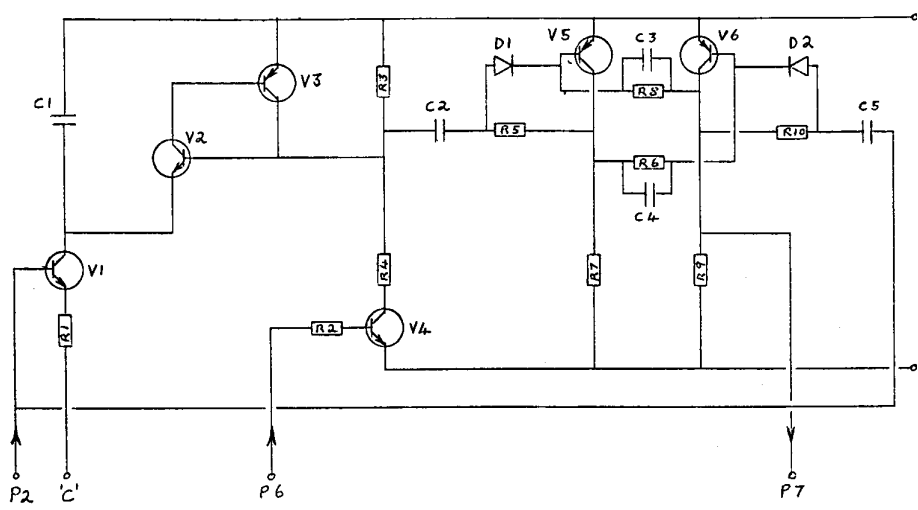 V5 C3 V6
D1 D2
V3
C1 R3 C2 R8 C5
V2 R5 R10
R6
C4
V1 R4 R7 R9
R1 R2 V4
P2 'C' P6 P7